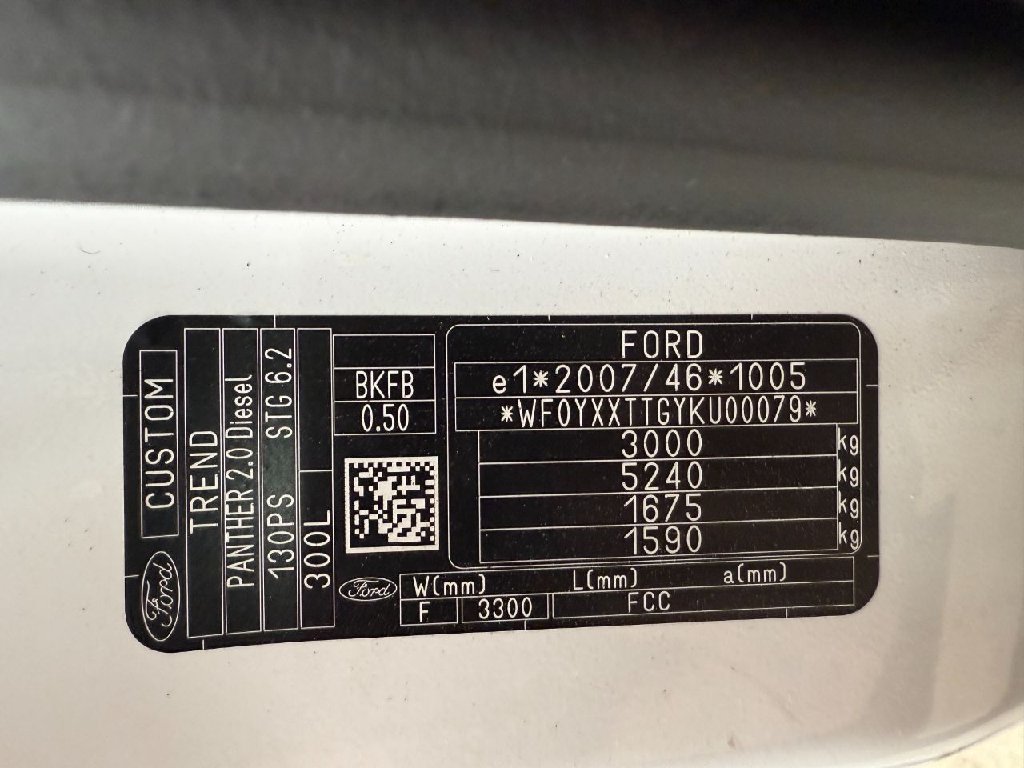 FORD
e1*2007/46*1005
*WF0YXXTTGYKU00079*
3000 kg
5240 kg
1675 kg
1590 kg
BKFB
0.50
Ford
W(mm) L(mm) a(mm)
F 3300 FCC
Ford CUSTOM
TREND
PANTHER 2.0 Diesel
130PS STG 6.2
300L